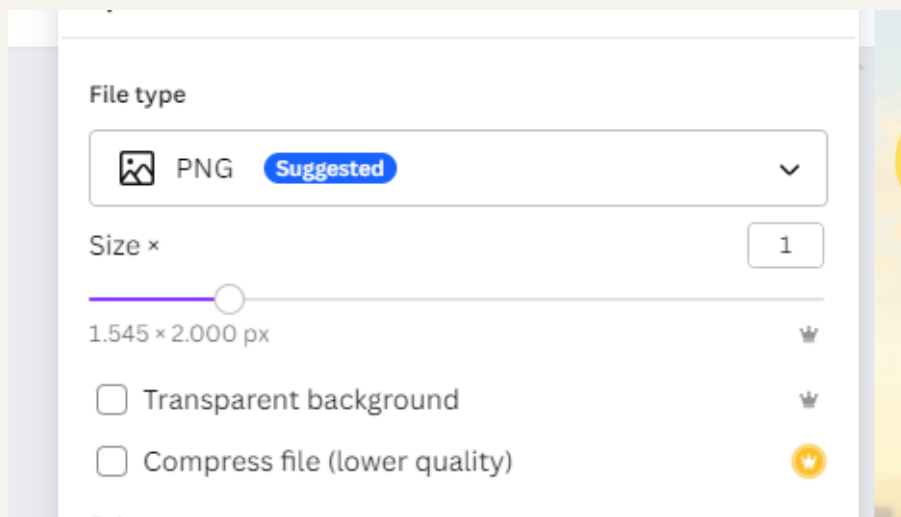 File type
PNG Suggested
Size × 1
1.545 × 2.000 px
Transparent background
Compress file (lower quality)